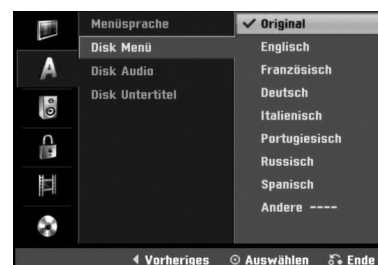 Menüsprache
Disk Menü
Disk Audio
Disk Untertitel
A
✓ Original
Englisch
Französisch
Deutsch
Italienisch
Portugiesisch
Russisch
Spanisch
Andere ----
Vorheriges Auswählen Ende